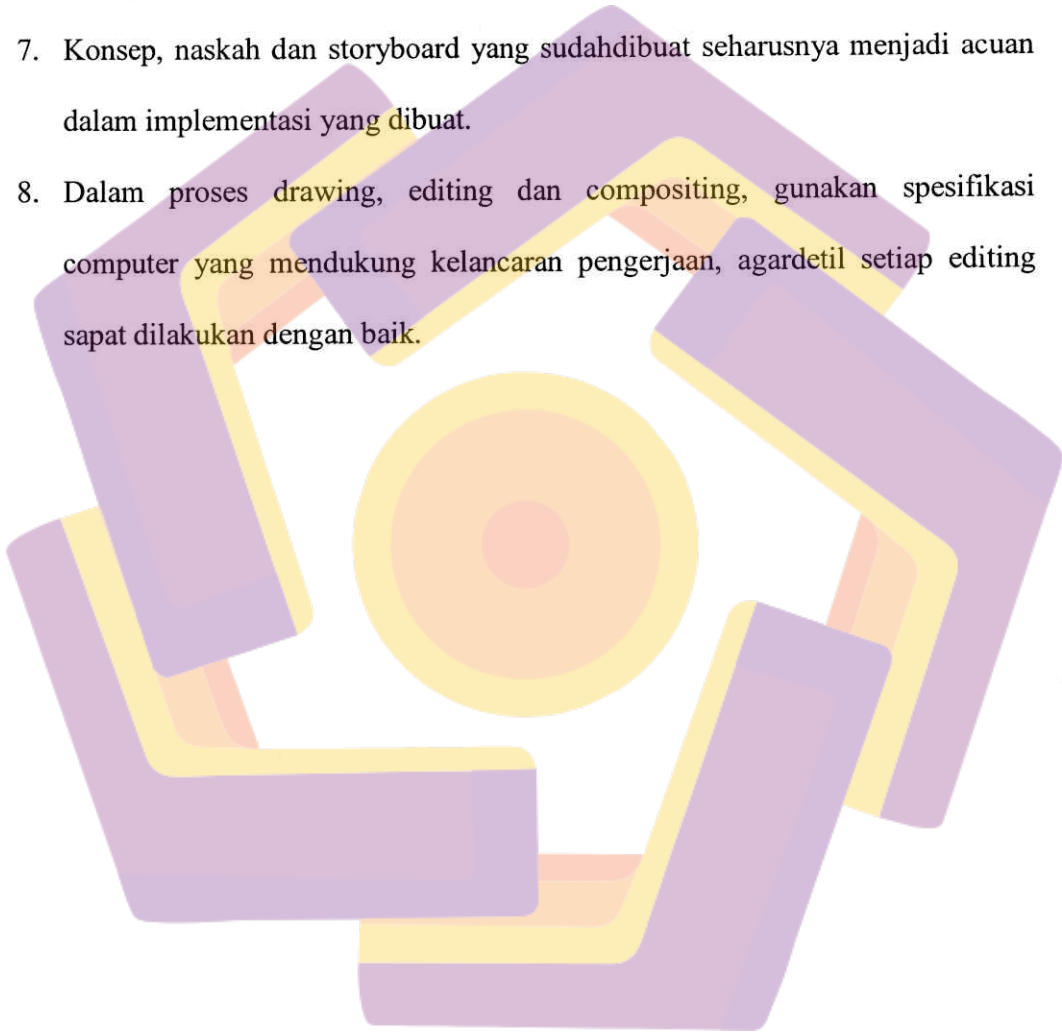 7. Konsep, naskah dan storyboard yang sudahdibuat seharusnya menjadi acuan
dalam implementasi yang dibuat.
8. Dalam proses drawing, editing dan compositing, gunakan spesifikasi
computer yang mendukung kelancaran pengerjaan, agardetil setiap editing
sapat dilakukan dengan baik.